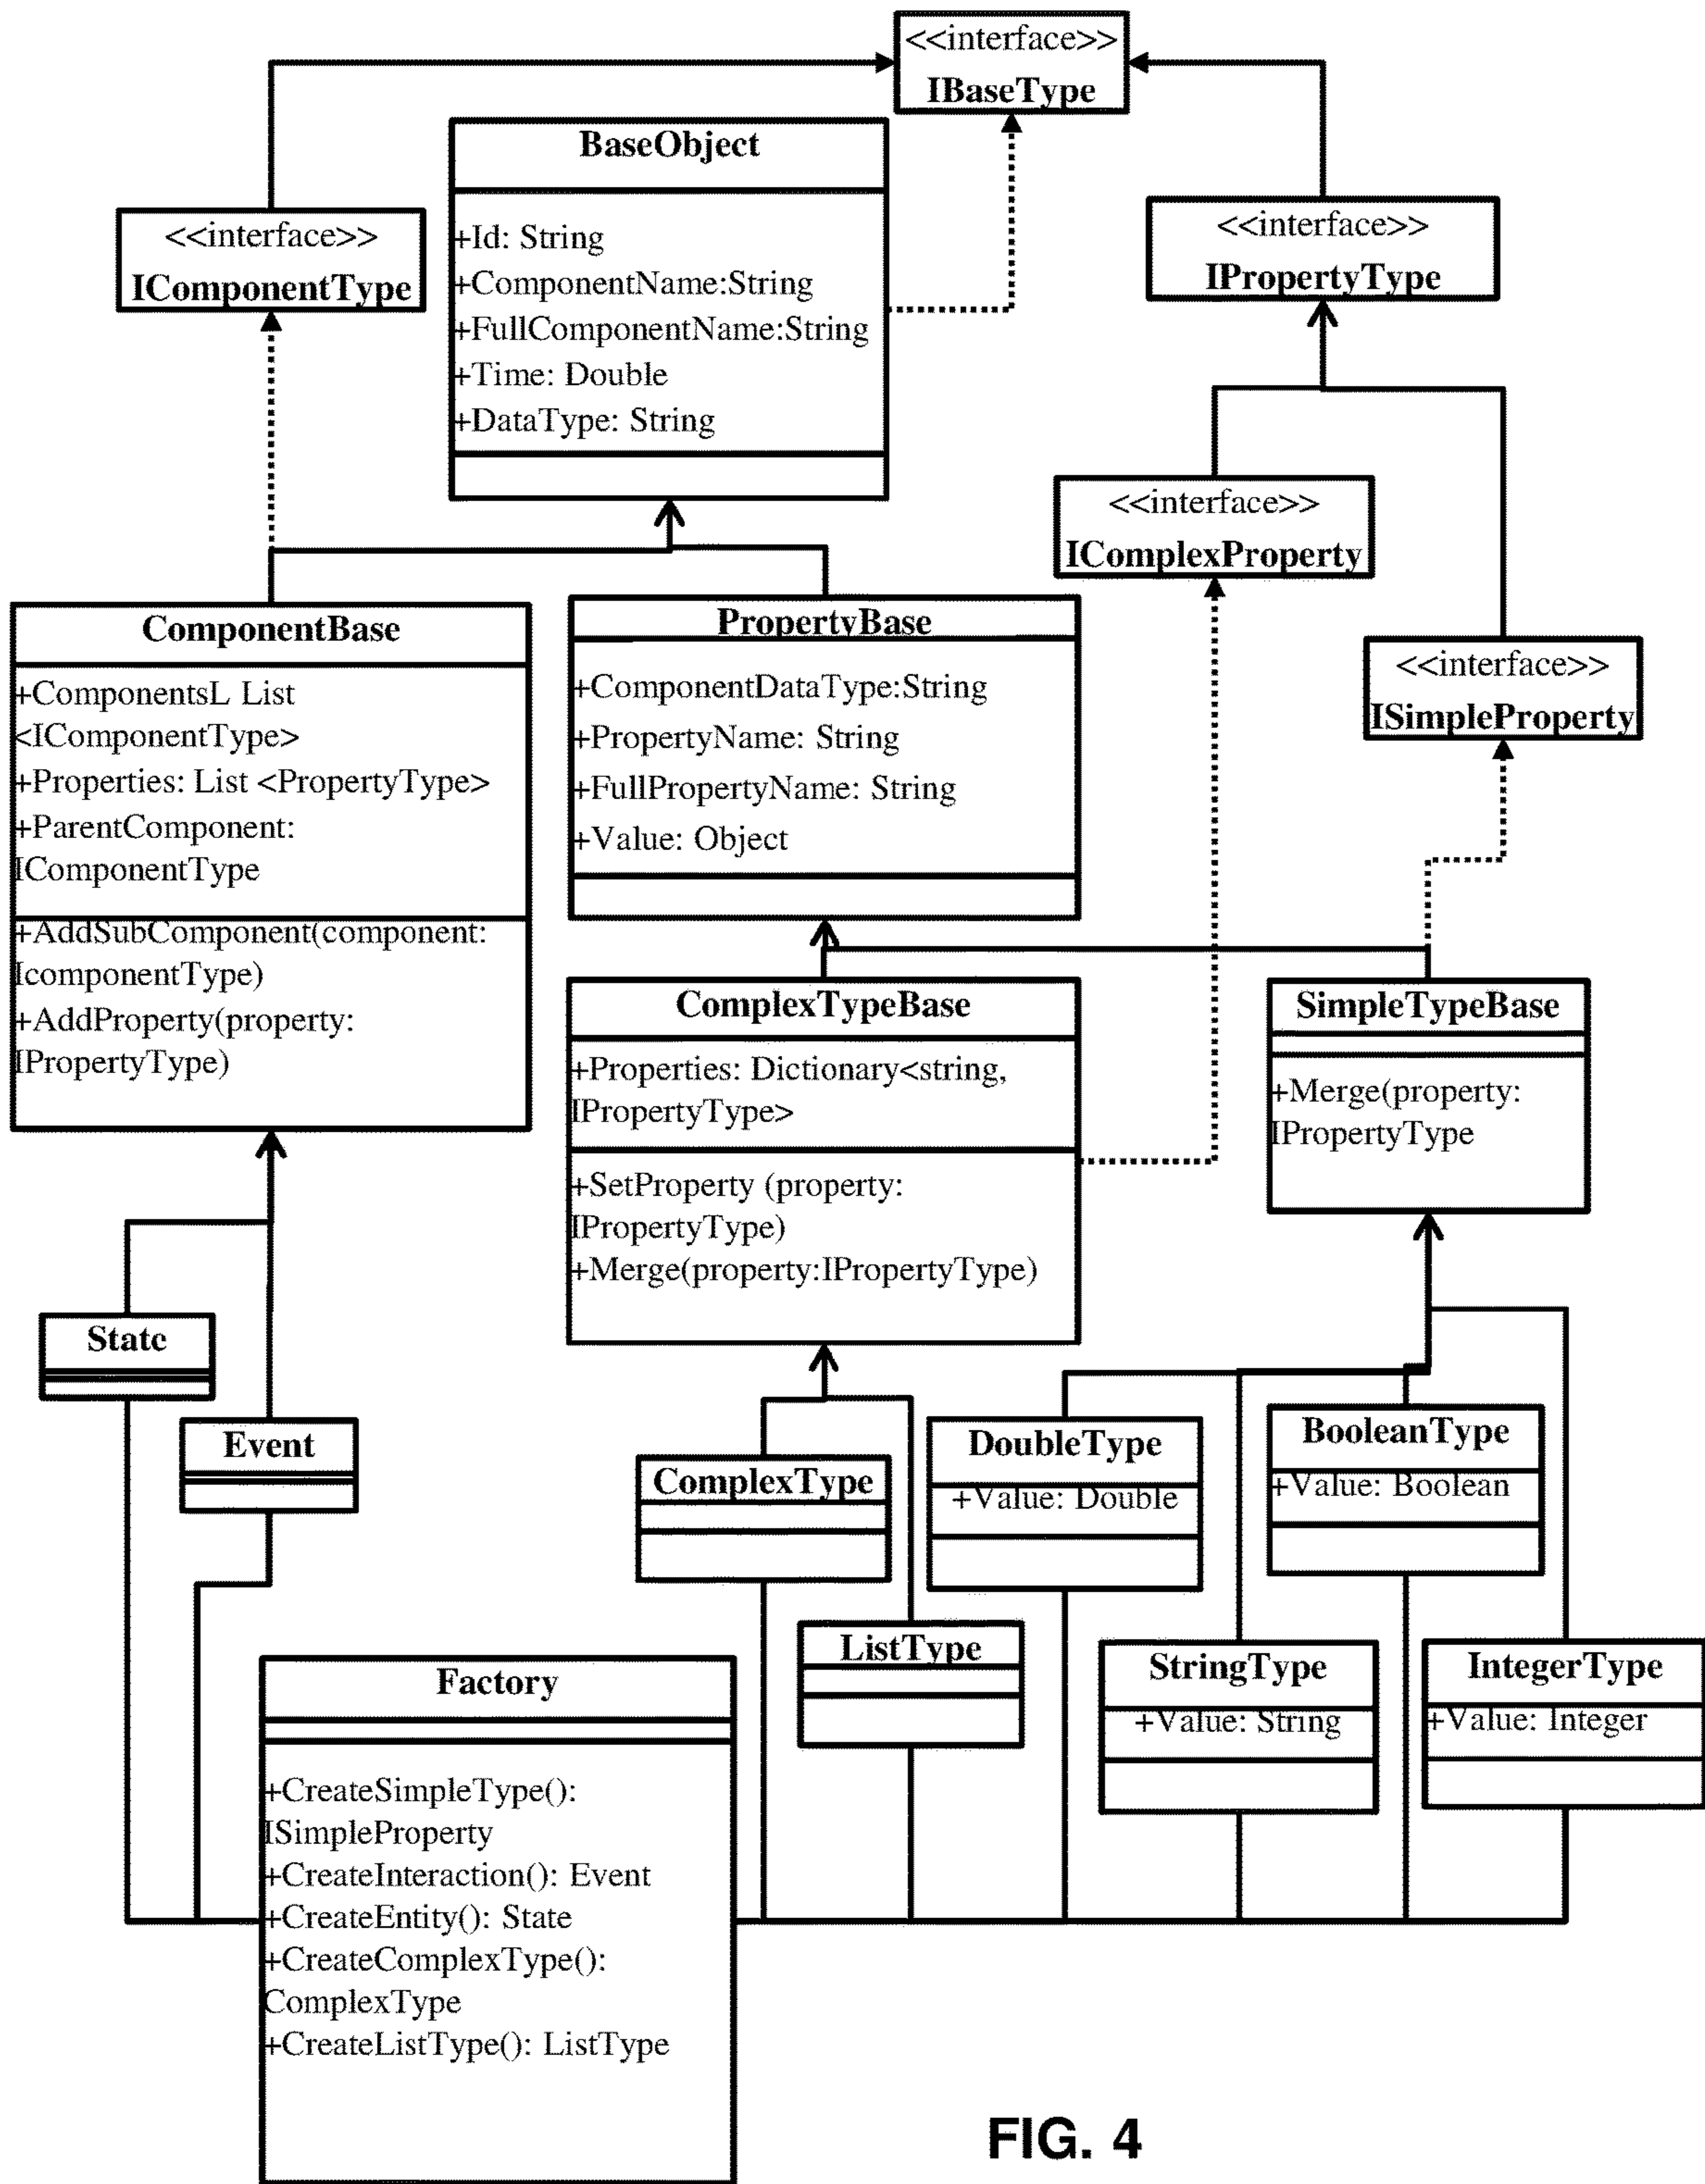 <<interface>>
IBaseType
BaseObject
+Id: String
+ComponentName:String
+FullComponentName:String
+Time: Double
+DataType: String
<<interface>>
IComponentType
<<interface>>
IPropertyType
<<interface>>
IComplexProperty
<<interface>>
ISimpleProperty
ComponentBase
+ComponentsL List
<IComponentType>
+Properties: List <PropertyType>
+ParentComponent:
IComponentType
+AddSubComponent(component:
IcomponentType)
+AddProperty(property:
IPropertyType)
PropertyBase
+ComponentDataType:String
+PropertyName: String
+FullPropertyName: String
+Value: Object
ComplexTypeBase
+Properties: Dictionary<string,
IPropertyType>
+SetProperty (property:
IPropertyType)
+Merge(property:IPropertyType)
SimpleTypeBase
+Merge(property:
IPropertyType
State
Event
ComplexType
ListType
DoubleType
+Value: Double
BooleanType
+Value: Boolean
StringType
+Value: String
IntegerType
+Value: Integer
Factory
+CreateSimpleType():
ISimpleProperty
+CreateInteraction(): Event
+CreateEntity(): State
+CreateComplexType():
ComplexType
+CreateListType(): ListType
FIG. 4